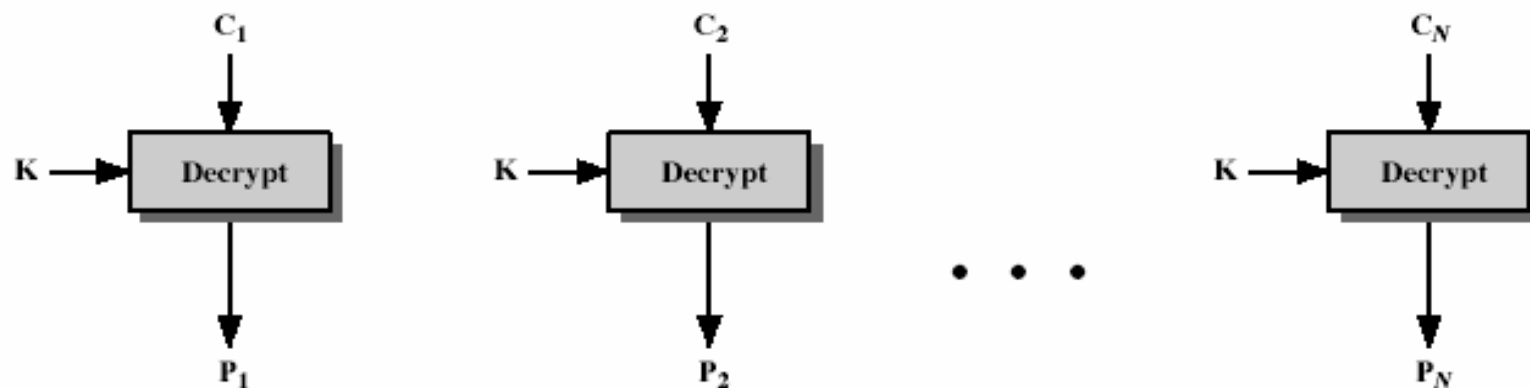 C1 C2 CN
K Decrypt K Decrypt K Decrypt
P1 P2 PN